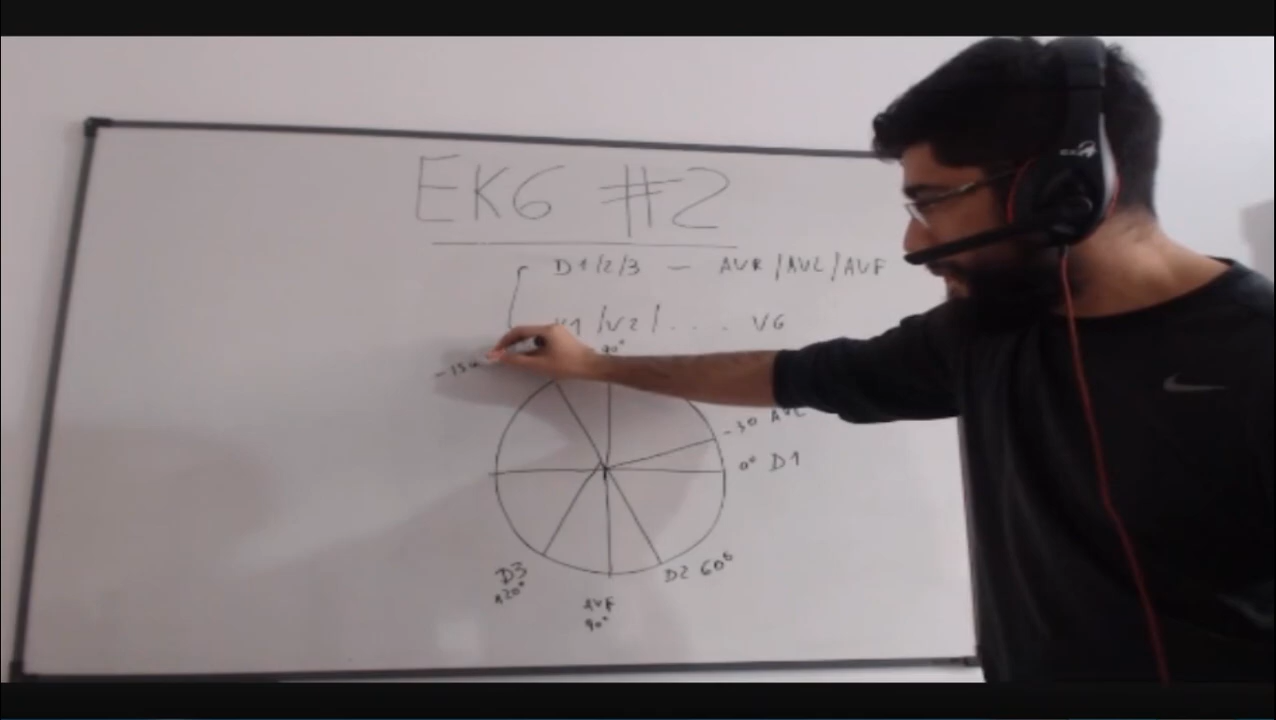 EKG #2
D1/2/3 — AVR/AVL/AVF
V1/V2/.... V6
90°
-30 AVL
0° D1
D3
120°
AVF
90°
D2 60°